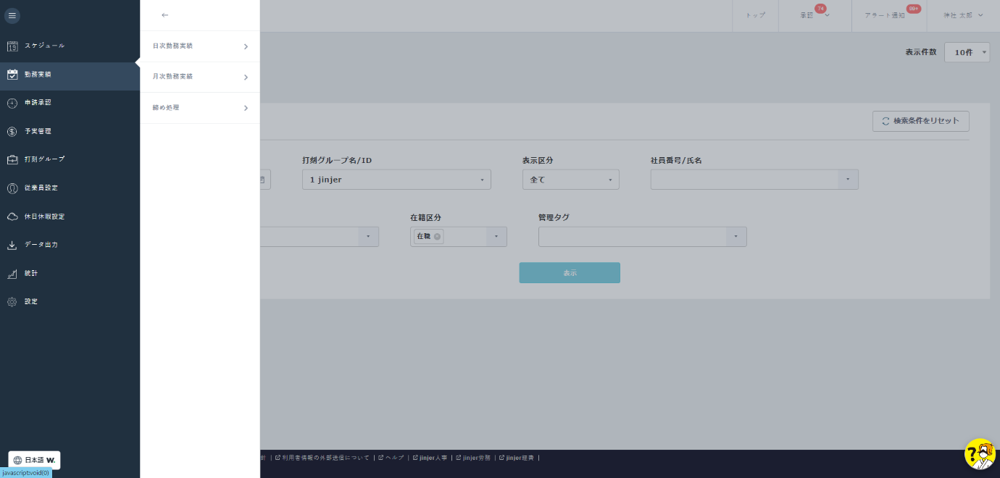 トップ
承認
74
アラート通知
99+
神社 太郎
19
スケジュール
勤務実績
申請承認
予実管理
打刻グループ
従業員設定
休日休暇設定
データ出力
統計
設定
日次勤務実績
月次勤務実績
締め処理
表示件数
10件
検索条件をリセット
打刻グループ名/ID
表示区分
社員番号/氏名
1 jinjer
全て
在籍区分
管理タグ
在職
表示
日本語 W.
javascript:void(0)
針 | 利用者情報の外部送信について | ヘルプ | jinjer人事 | jinjer労務 | jinjer経費 |
?